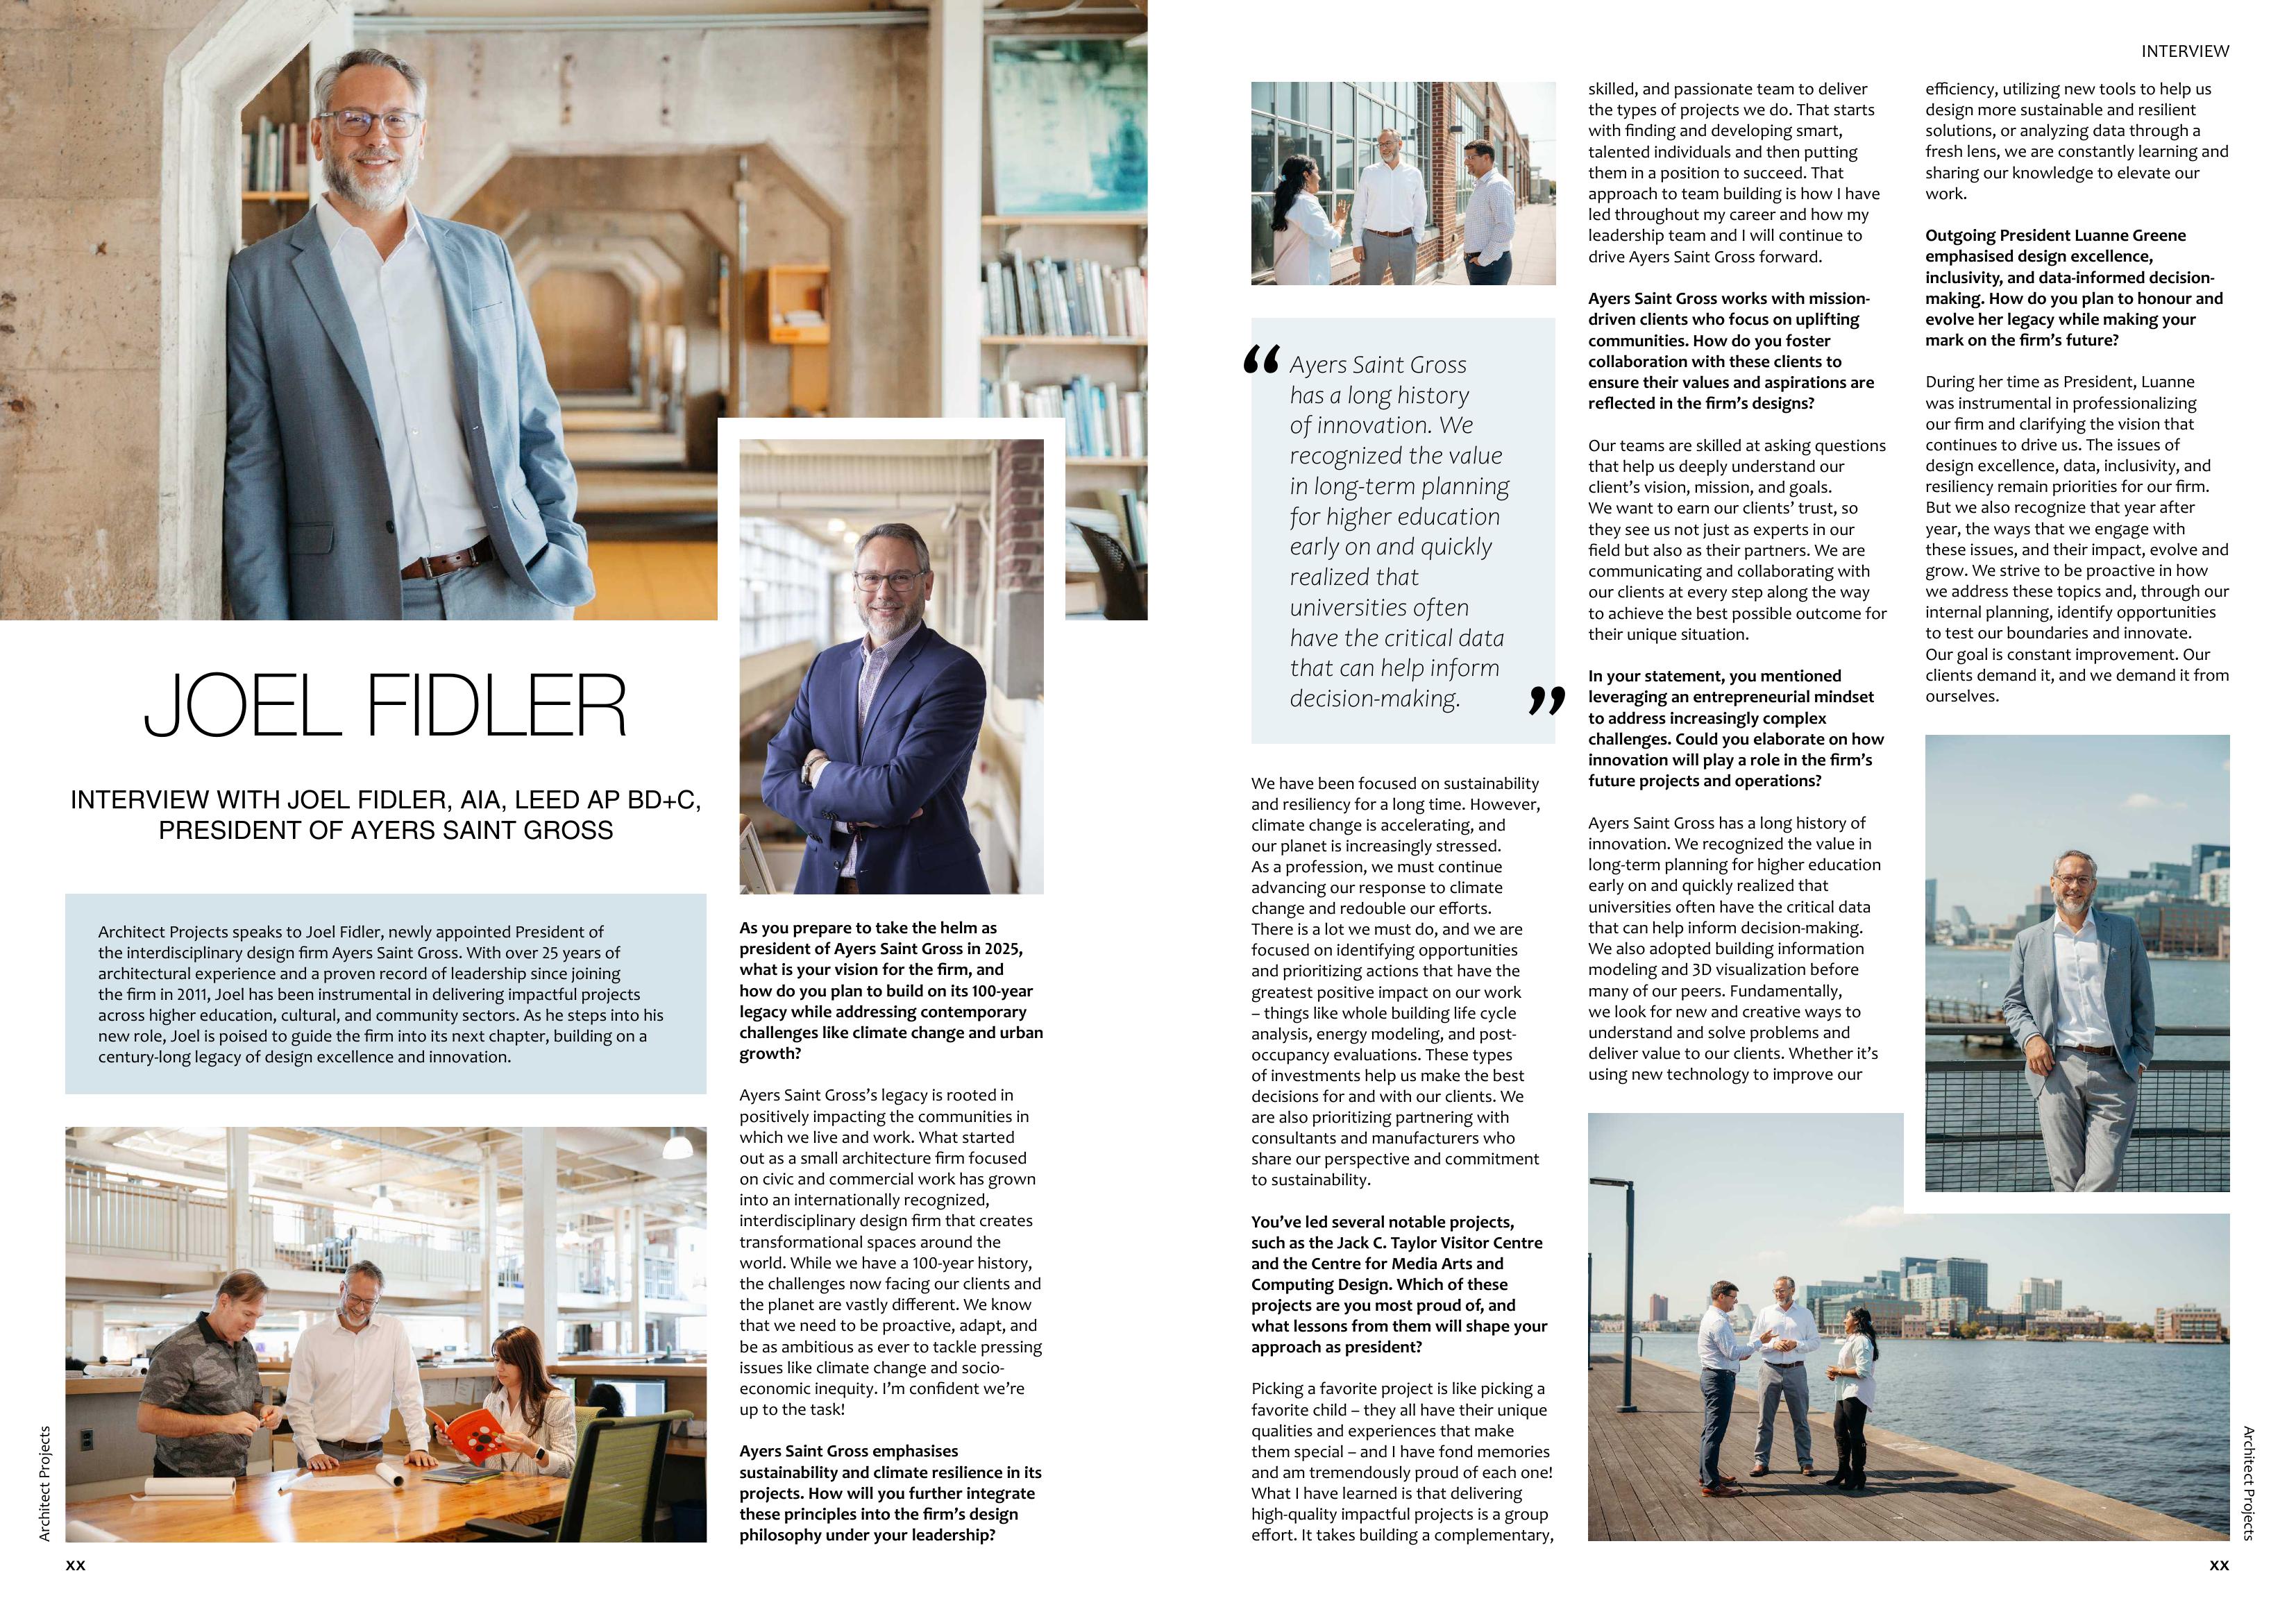 JOEL FIDLER
INTERVIEW WITH JOEL FIDLER, AIA, LEED AP BD+C,
PRESIDENT OF AYERS SAINT GROSS
Architect Projects speaks to Joel Fidler, newly appointed President of
the interdisciplinary design firm Ayers Saint Gross. With over 25 years of
architectural experience and a proven record of leadership since joining
the firm in 2011, Joel has been instrumental in delivering impactful projects
across higher education, cultural, and community sectors. As he steps into his
new role, Joel is poised to guide the firm into its next chapter, building on a
century-long legacy of design excellence and innovation.
As you prepare to take the helm as
president of Ayers Saint Gross in 2025,
what is your vision for the firm, and
how do you plan to build on its 100-year
legacy while addressing contemporary
challenges like climate change and urban
growth?
Ayers Saint Gross's legacy is rooted in
positively impacting the communities in
which we live and work. What started
out as a small architecture firm focused
on civic and commercial work has grown
into an internationally recognized,
interdisciplinary design firm that creates
transformational spaces around the
world. While we have a 100-year history,
the challenges now facing our clients and
the planet are vastly different. We know
that we need to be proactive, adapt, and
be as ambitious as ever to tackle pressing
issues like climate change and socio-
economic inequity. I'm confident we're
up to the task!
Ayers Saint Gross emphasises
sustainability and climate resilience in its
projects. How will you further integrate
these principles into the firm's design
philosophy under your leadership?
Architect Projects
XX
INTERVIEW
“ Ayers Saint Gross
has a long history
of innovation. We
recognized the value
in long-term planning
for higher education
early on and quickly
realized that
universities often
have the critical data
that can help inform
decision-making. ”
We have been focused on sustainability
and resiliency for a long time. However,
climate change is accelerating, and
our planet is increasingly stressed.
As a profession, we must continue
advancing our response to climate
change and redouble our efforts.
There is a lot we must do, and we are
focused on identifying opportunities
and prioritizing actions that have the
greatest positive impact on our work
– things like whole building life cycle
analysis, energy modeling, and post-
occupancy evaluations. These types
of investments help us make the best
decisions for and with our clients. We
are also prioritizing partnering with
consultants and manufacturers who
share our perspective and commitment
to sustainability.
You've led several notable projects,
such as the Jack C. Taylor Visitor Centre
and the Centre for Media Arts and
Computing Design. Which of these
projects are you most proud of, and
what lessons from them will shape your
approach as president?
Picking a favorite project is like picking a
favorite child – they all have their unique
qualities and experiences that make
them special – and I have fond memories
and am tremendously proud of each one!
What I have learned is that delivering
high-quality impactful projects is a group
effort. It takes building a complementary,
skilled, and passionate team to deliver
the types of projects we do. That starts
with finding and developing smart,
talented individuals and then putting
them in a position to succeed. That
approach to team building is how I have
led throughout my career and how my
leadership team and I will continue to
drive Ayers Saint Gross forward.
Ayers Saint Gross works with mission-
driven clients who focus on uplifting
communities. How do you foster
collaboration with these clients to
ensure their values and aspirations are
reflected in the firm's designs?
Our teams are skilled at asking questions
that help us deeply understand our
client's vision, mission, and goals.
We want to earn our clients' trust, so
they see us not just as experts in our
field but also as their partners. We are
communicating and collaborating with
our clients at every step along the way
to achieve the best possible outcome for
their unique situation.
In your statement, you mentioned
leveraging an entrepreneurial mindset
to address increasingly complex
challenges. Could you elaborate on how
innovation will play a role in the firm's
future projects and operations?
Ayers Saint Gross has a long history of
innovation. We recognized the value in
long-term planning for higher education
early on and quickly realized that
universities often have the critical data
that can help inform decision-making.
We also adopted building information
modeling and 3D visualization before
many of our peers. Fundamentally,
we look for new and creative ways to
understand and solve problems and
deliver value to our clients. Whether it's
using new technology to improve our
efficiency, utilizing new tools to help us
design more sustainable and resilient
solutions, or analyzing data through a
fresh lens, we are constantly learning and
sharing our knowledge to elevate our
work.
Outgoing President Luanne Greene
emphasised design excellence,
inclusivity, and data-informed decision-
making. How do you plan to honour and
evolve her legacy while making your
mark on the firm's future?
During her time as President, Luanne
was instrumental in professionalizing
our firm and clarifying the vision that
continues to drive us. The issues of
design excellence, data, inclusivity, and
resiliency remain priorities for our firm.
But we also recognize that year after
year, the ways that we engage with
these issues, and their impact, evolve and
grow. We strive to be proactive in how
we address these topics and, through our
internal planning, identify opportunities
to test our boundaries and innovate.
Our goal is constant improvement. Our
clients demand it, and we demand it from
ourselves.
Architect Projects
XX